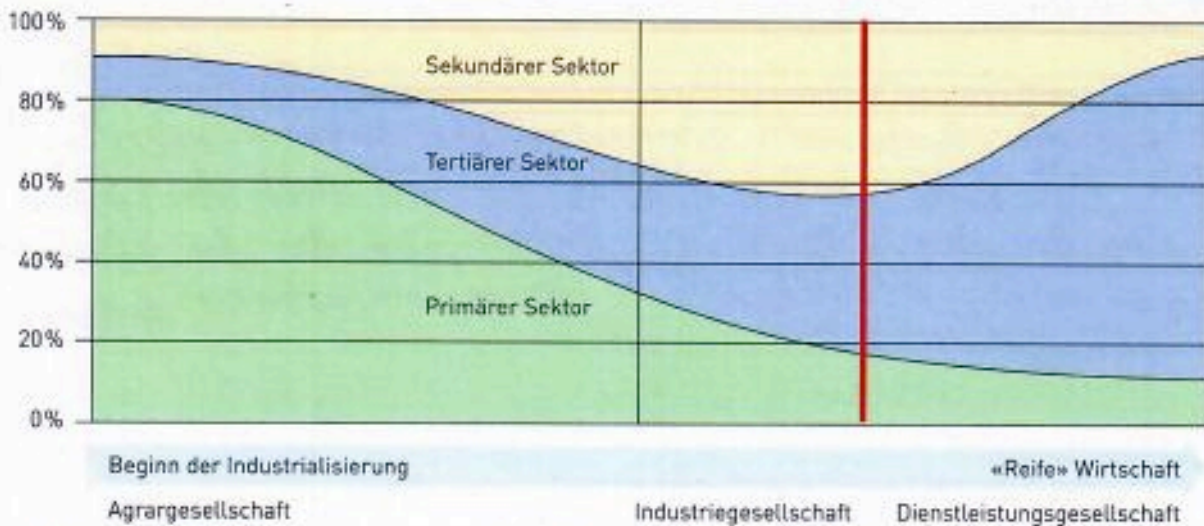 100%
80%
60%
40%
20%
0%
Sekundärer Sektor
Tertiärer Sektor
Primärer Sektor
Beginn der Industrialisierung
«Reife» Wirtschaft
Agrargesellschaft
Industriegesellschaft
Dienstleistungsgesellschaft